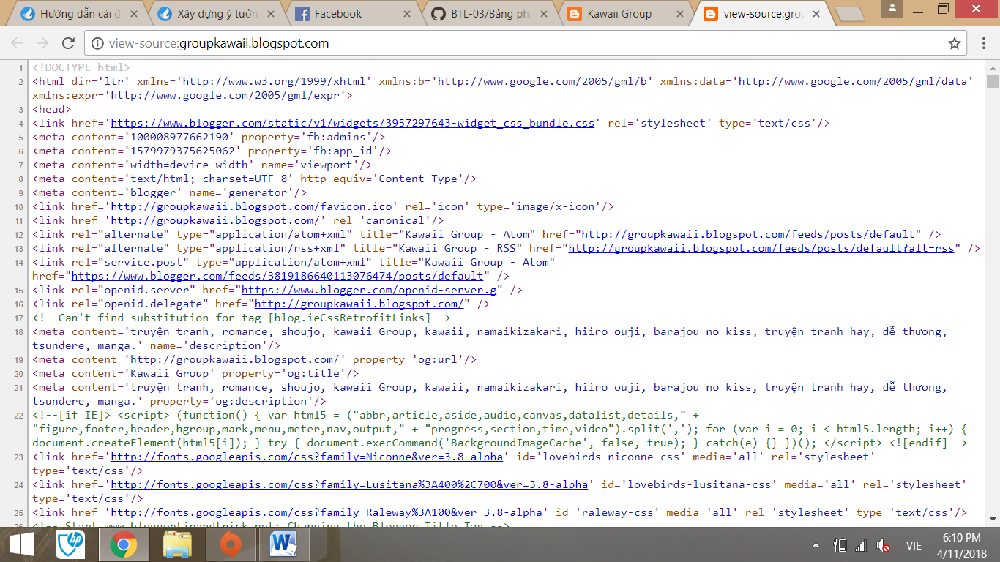 Hướng dẫn cài đ
Xây dựng ý tưởn
Facebook
BTL-03/Bảng ph
Kawaii Group
view-source:grou
view-source:groupkawaii.blogspot.com
1 <!DOCTYPE html>
2 <html dir='ltr' xmlns='http://www.w3.org/1999/xhtml' xmlns:b='http://www.google.com/2005/gml/b' xmlns:data='http://www.google.com/2005/gml/data'
xmlns:expr='http://www.google.com/2005/gml/expr'>
3 <head>
4 <link href='https://www.blogger.com/static/v1/widgets/3957297643-widget_css_bundle.css' rel='stylesheet' type='text/css'/>
5 <meta content='100008977662190' property='fb:admins'/>
6 <meta content='1579979375625062' property='fb:app_id'/>
7 <meta content='width=device-width' name='viewport'/>
8 <meta content='text/html; charset=UTF-8' http-equiv='Content-Type'/>
9 <meta content='blogger' name='generator'/>
10 <link href='http://groupkawaii.blogspot.com/favicon.ico' rel='icon' type='image/x-icon'/>
11 <link href='http://groupkawaii.blogspot.com/' rel='canonical'/>
12 <link rel="alternate" type="application/atom+xml" title="Kawaii Group - Atom" href="http://groupkawaii.blogspot.com/feeds/posts/default" />
13 <link rel="alternate" type="application/rss+xml" title="Kawaii Group - RSS" href="http://groupkawaii.blogspot.com/feeds/posts/default?alt=rss" />
14 <link rel="service.post" type="application/atom+xml" title="Kawaii Group - Atom"
href="https://www.blogger.com/feeds/3819186640113076474/posts/default" />
15 <link rel="openid.server" href="https://www.blogger.com/openid-server.g" />
16 <link rel="openid.delegate" href="http://groupkawaii.blogspot.com/" />
17 <!--Can't find substitution for tag [blog.ieCssRetrofitLinks]-->
18 <meta content='truyện tranh, romance, shoujo, kawaii Group, kawaii, namaikizakari, hiiro ouji, barajou no kiss, truyện tranh hay, dễ thương,
tsundere, manga.' name='description'/>
19 <meta content='http://groupkawaii.blogspot.com/' property='og:url'/>
20 <meta content='Kawaii Group' property='og:title'/>
21 <meta content='truyện tranh, romance, shoujo, kawaii Group, kawaii, namaikizakari, hiiro ouji, barajou no kiss, truyện tranh hay, dễ thương,
tsundere, manga.' property='og:description'/>
22 <!--[if IE]> <script> (function() { var html5 = ("abbr,article,aside,audio,canvas,datalist,details," +
"figure,footer,header,hgroup,mark,menu,meter,nav,output," + "progress,section,time,video").split(','); for (var i = 0; i < html5.length; i++) {
document.createElement(html5[i]); } try { document.execCommand('BackgroundImageCache', false, true); } catch(e) {} })(); </script> <![endif]-->
23 <link href='http://fonts.googleapis.com/css?family=Niconne&ver=3.8-alpha' id='lovebirds-niconne-css' media='all' rel='stylesheet'
type='text/css'/>
24 <link href='http://fonts.googleapis.com/css?family=Lusitana%3A400%2C700&ver=3.8-alpha' id='lovebirds-lusitana-css' media='all' rel='stylesheet'
type='text/css'/>
25 <link href='http://fonts.googleapis.com/css?family=Raleway%3A100&ver=3.8-alpha' id='raleway-css' media='all' rel='stylesheet' type='text/css'/>
26 <!-- Start www.bloggertipandtrick.net: Changing the Blogger Title Tag -->
hp
W
VIE
6:10 PM
4/11/2018